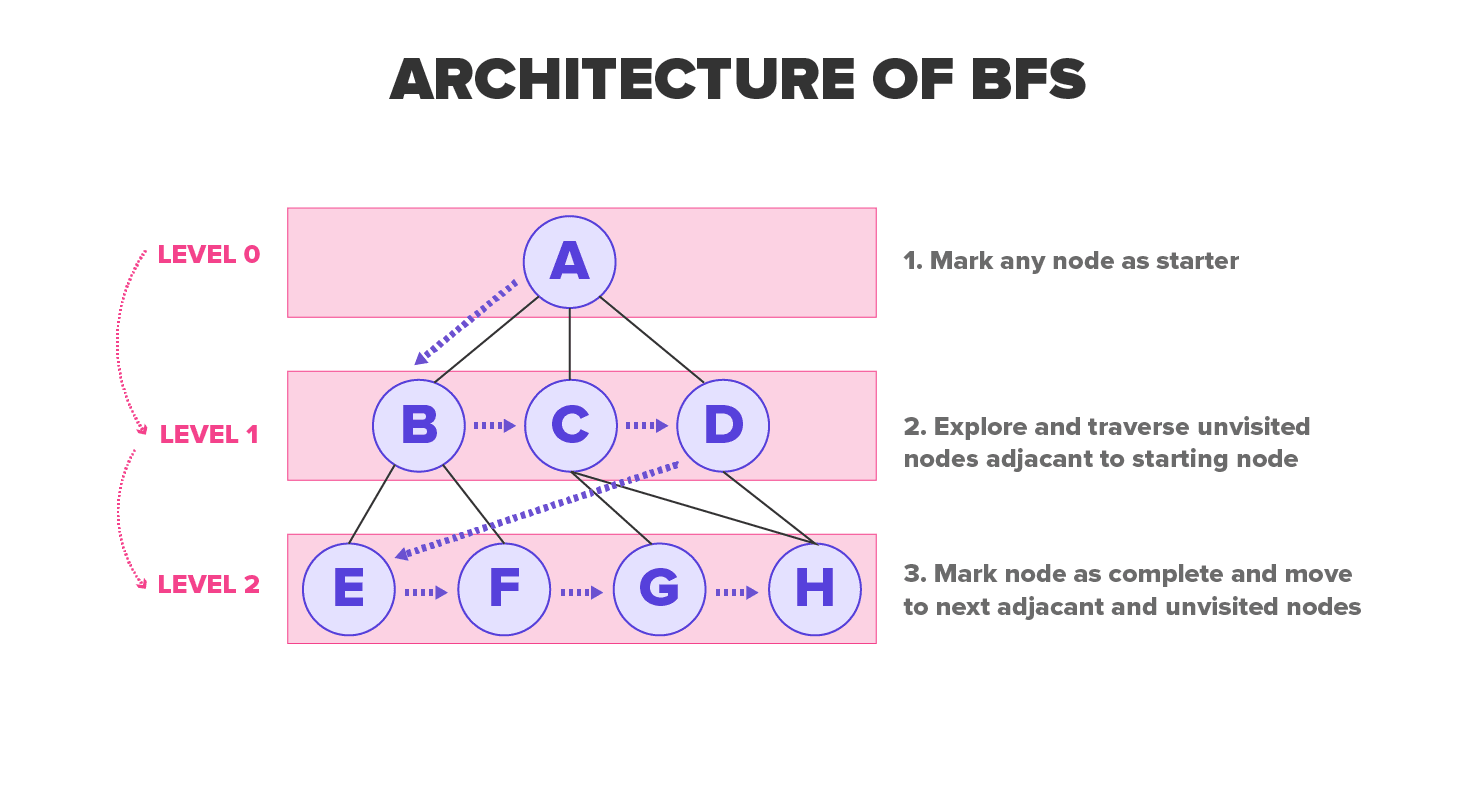 ARCHITECTURE OF BFS
LEVEL 0
A
1. Mark any node as starter
LEVEL 1
B C D
2. Explore and traverse unvisited
nodes adjacant to starting node
LEVEL 2
E F G H
3. Mark node as complete and move
to next adjacant and unvisited nodes